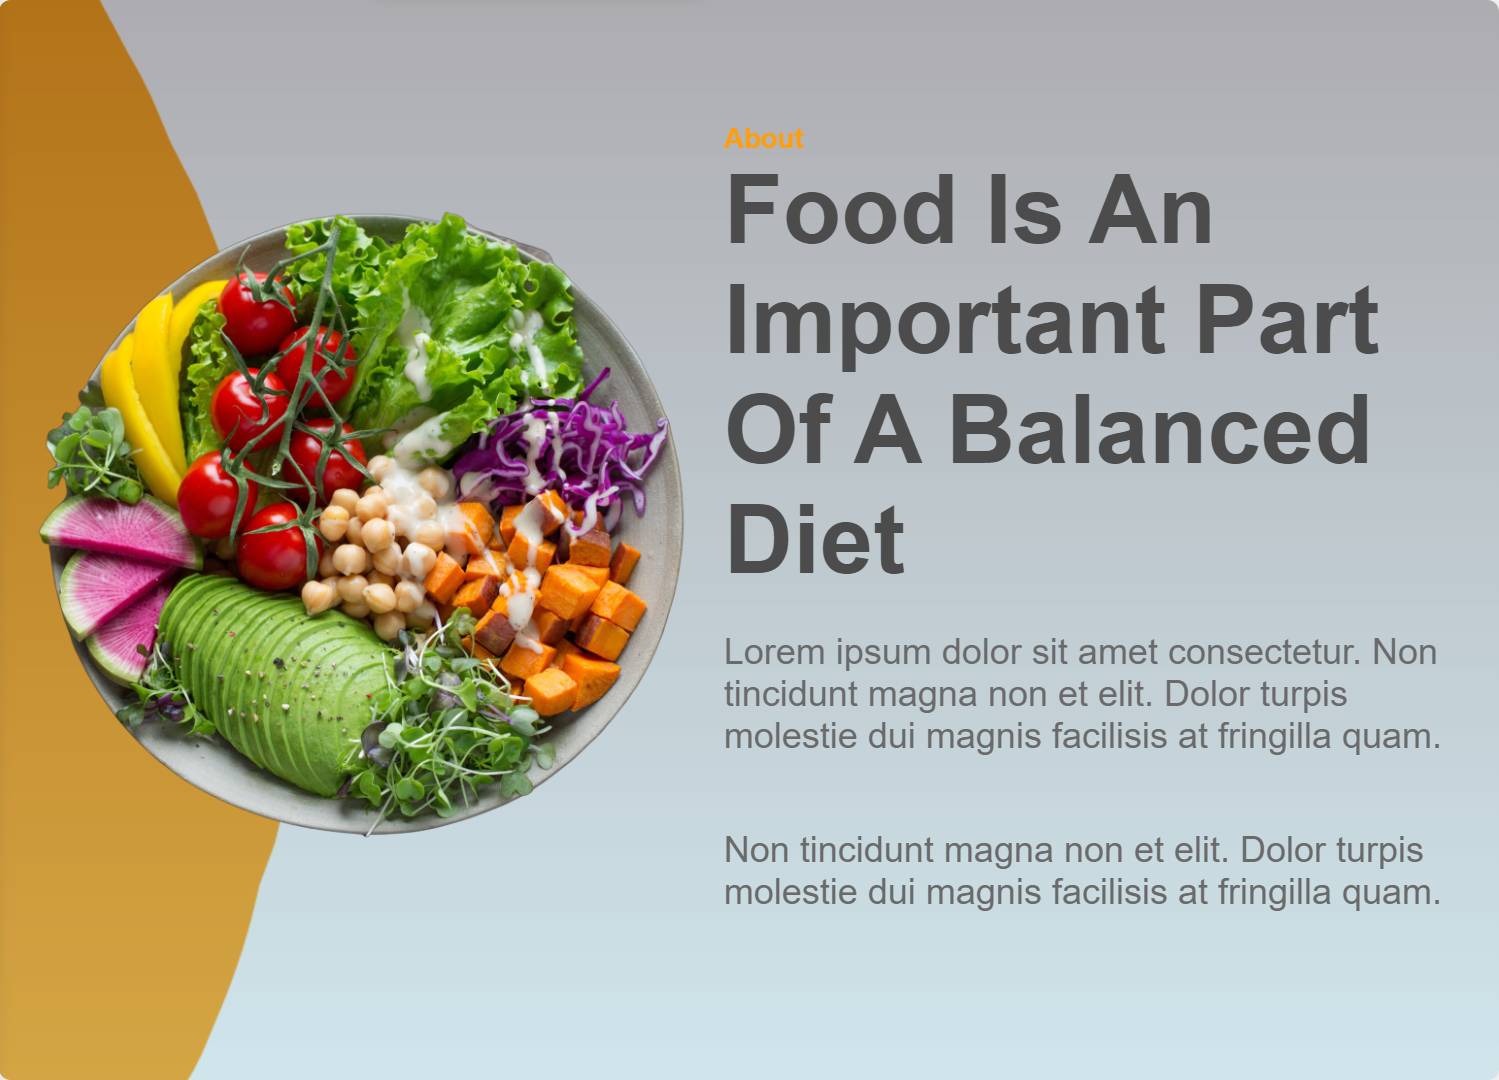 About
Food Is An
Important Part
Of A Balanced
Diet
Lorem ipsum dolor sit amet consectetur. Non
tincidunt magna non et elit. Dolor turpis
molestie dui magnis facilisis at fringilla quam.
Non tincidunt magna non et elit. Dolor turpis
molestie dui magnis facilisis at fringilla quam.